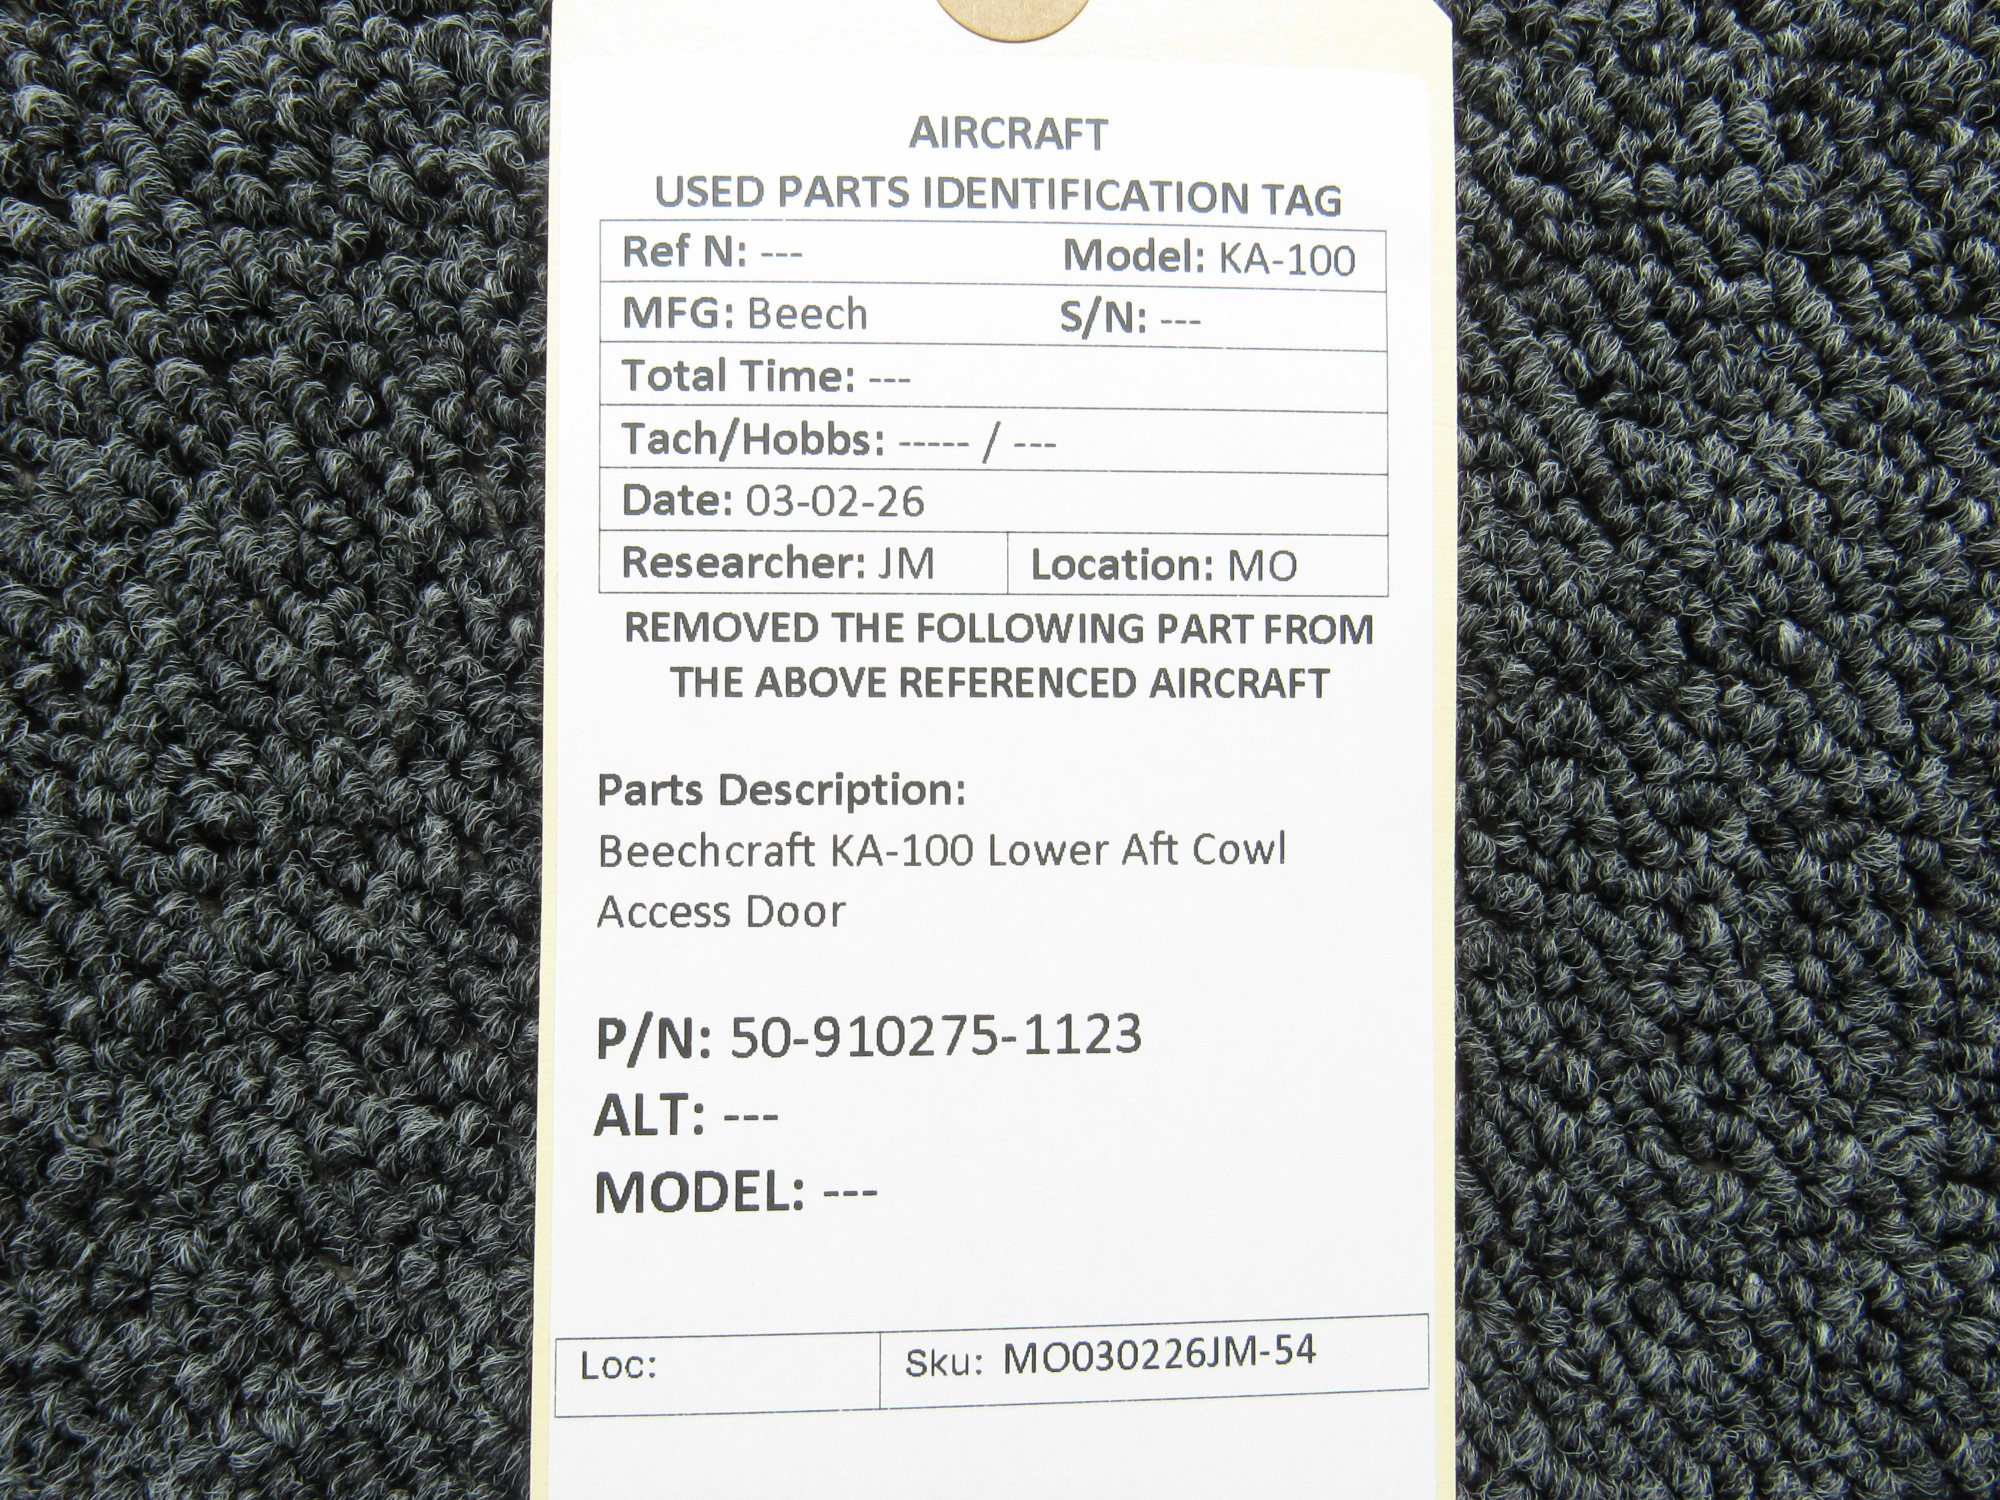 AIRCRAFT
USED PARTS IDENTIFICATION TAG
Ref N: --- Model: KA-100
MFG: Beech S/N: ---
Total Time: ---
Tach/Hobbs: ----- / ---
Date: 03-02-26
Researcher: JM Location: MO
REMOVED THE FOLLOWING PART FROM
THE ABOVE REFERENCED AIRCRAFT
Parts Description:
Beechcraft KA-100 Lower Aft Cowl
Access Door
P/N: 50-910275-1123
ALT: ---
MODEL: ---
Loc: Sku: MO030226JM-54